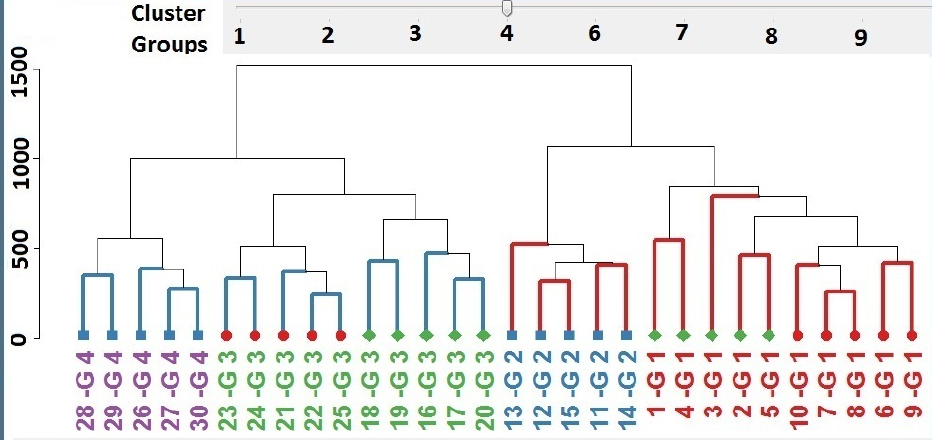 Cluster
Groups
1 2 3 4 6 7 8 9
1500
1000
500
0
28 -G 4
29 -G 4
26 -G 4
27 -G 4
30 -G 4
23 -G 3
24 -G 3
21 -G 3
22 -G 3
25 -G 3
18 -G 3
19 -G 3
16 -G 3
17 -G 3
20 -G 3
13 -G 2
12 -G 2
15 -G 2
11 -G 2
14 -G 2
1 -G 1
4 -G 1
3 -G 1
2 -G 1
5 -G 1
10 -G 1
7 -G 1
8 -G 1
6 -G 1
9 -G 1